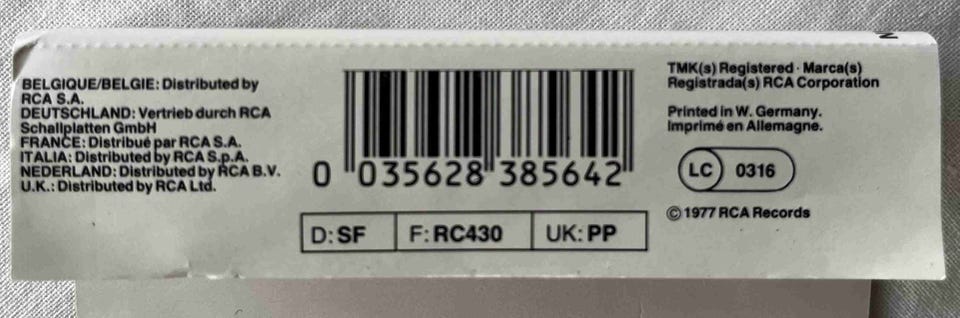 BELGIQUE/BELGIE: Distributed by
RCA S.A.
DEUTSCHLAND: Vertrieb durch RCA
Schallplatten GmbH
FRANCE: Distribué par RCA S.A.
ITALIA: Distributed by RCA S.p.A.
NEDERLAND: Distributed by RCA B.V.
U.K.: Distributed by RCA Ltd.
0 035628 385642
D: SF F: RC430 UK: PP
TMK(s) Registered · Marca(s)
Registrada(s) RCA Corporation
Printed in W. Germany.
Imprimé en Allemagne.
LC 0316
©1977 RCA Records